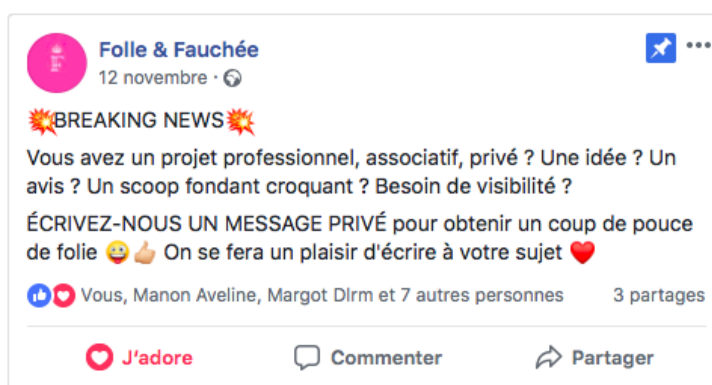 Folle & Fauchée
12 novembre ·
💥BREAKING NEWS💥
Vous avez un projet professionnel, associatif, privé ? Une idée ? Un
avis ? Un scoop fondant croquant ? Besoin de visibilité ?
ÉCRIVEZ-NOUS UN MESSAGE PRIVÉ pour obtenir un coup de pouce
de folie 😀👍 On se fera un plaisir d'écrire à votre sujet ❤️
Vous, Manon Aveline, Margot Dlrm et 7 autres personnes 3 partages
J'adore Commenter Partager